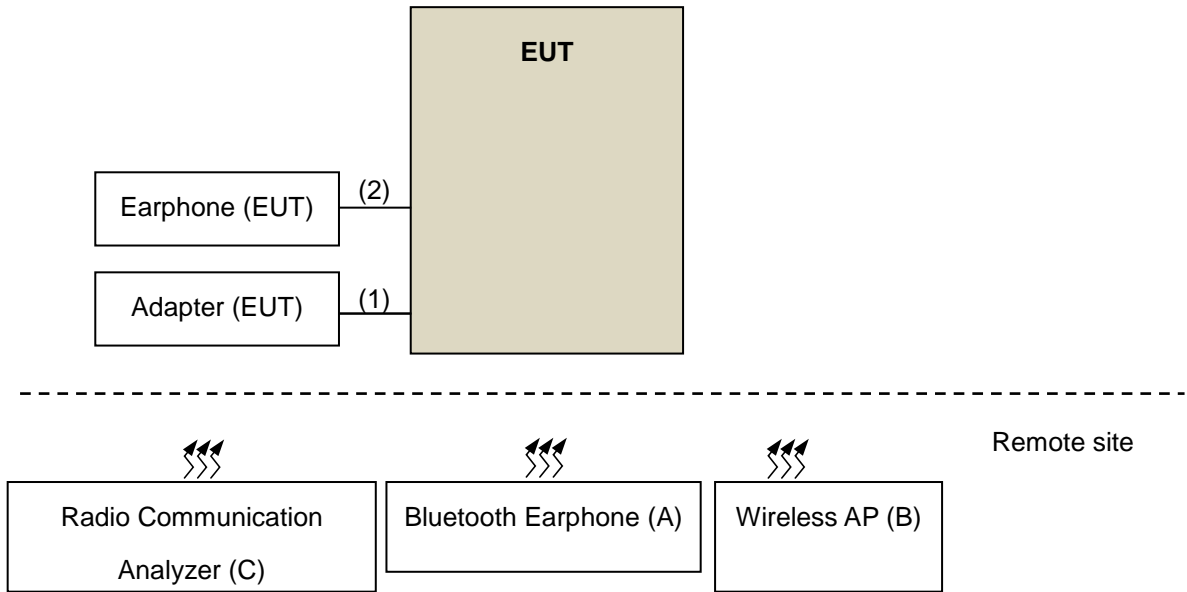 EUT
(2)
Earphone (EUT)
(1)
Adapter (EUT)
Remote site
Radio Communication
Analyzer (C)
Bluetooth Earphone (A)
Wireless AP (B)